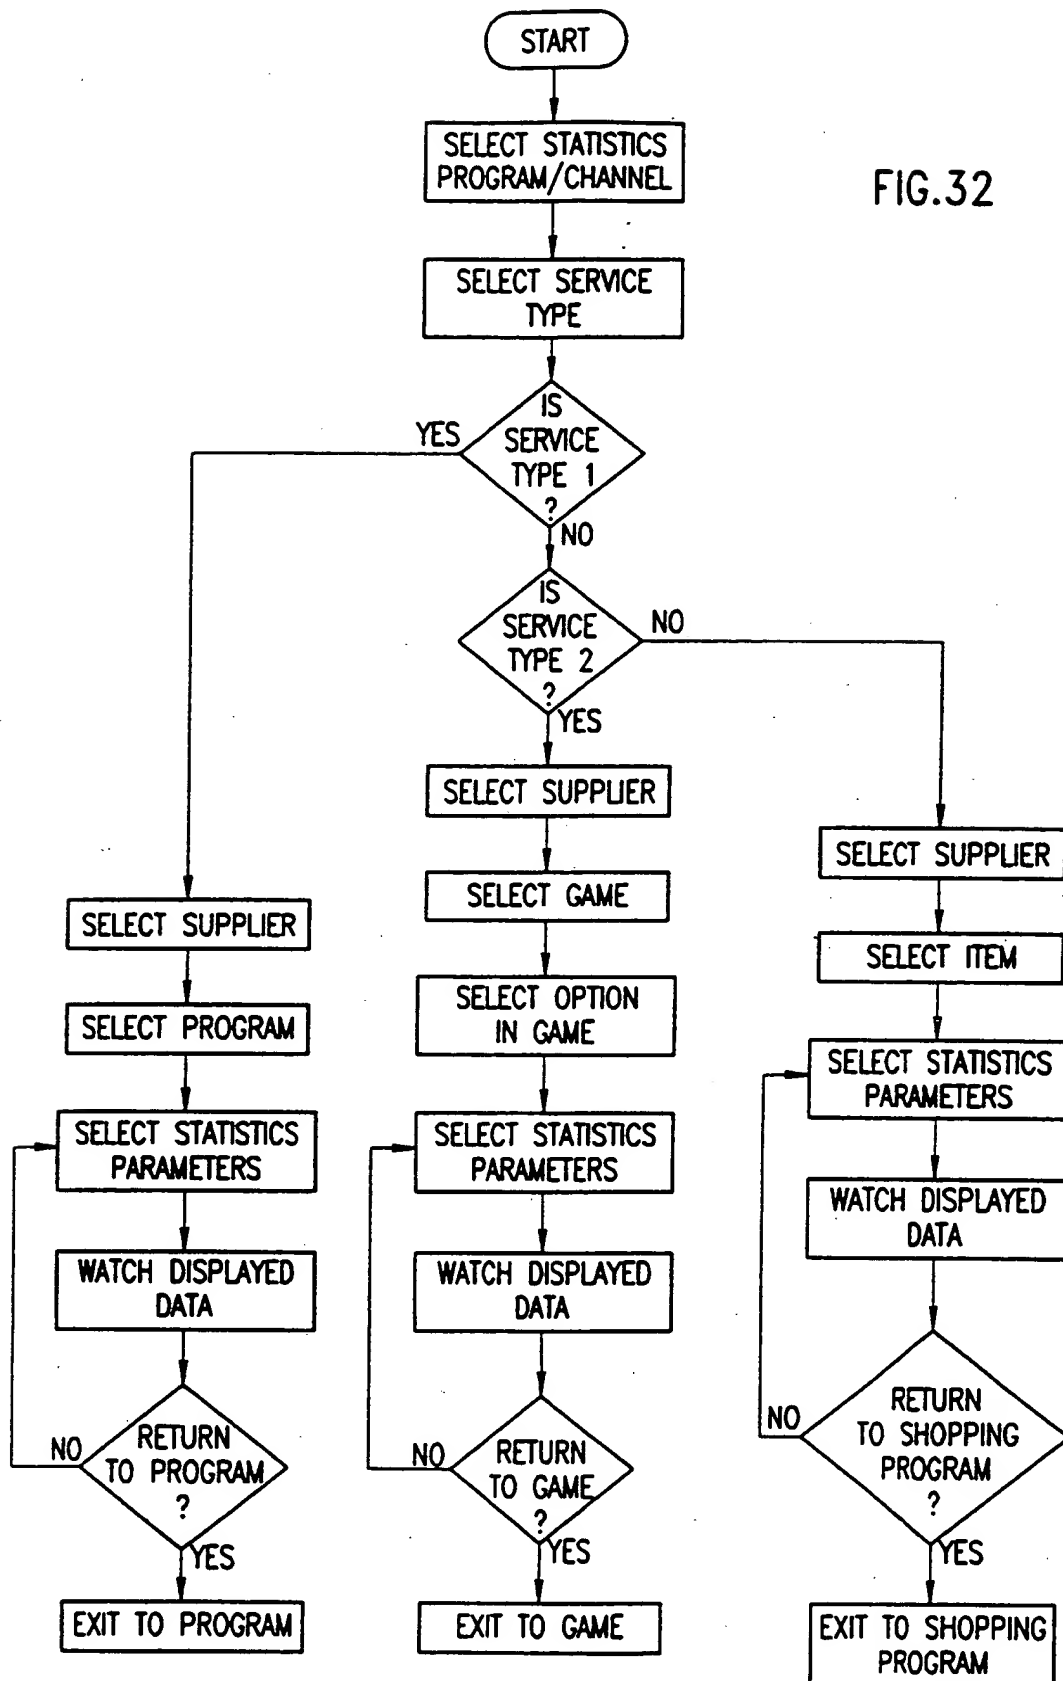 START
SELECT STATISTICS
PROGRAM/CHANNEL
FIG.32
SELECT SERVICE
TYPE
IS
SERVICE
TYPE 1
?
YES
NO
IS
SERVICE
TYPE 2
?
NO
YES
SELECT SUPPLIER
SELECT GAME
SELECT OPTION
IN GAME
SELECT STATISTICS
PARAMETERS
WATCH DISPLAYED
DATA
RETURN
TO GAME
?
NO
YES
EXIT TO GAME
SELECT SUPPLIER
SELECT PROGRAM
SELECT STATISTICS
PARAMETERS
WATCH DISPLAYED
DATA
RETURN
TO PROGRAM
?
NO
YES
EXIT TO PROGRAM
SELECT SUPPLIER
SELECT ITEM
SELECT STATISTICS
PARAMETERS
WATCH DISPLAYED
DATA
RETURN
TO SHOPPING
PROGRAM
?
NO
YES
EXIT TO SHOPPING
PROGRAM